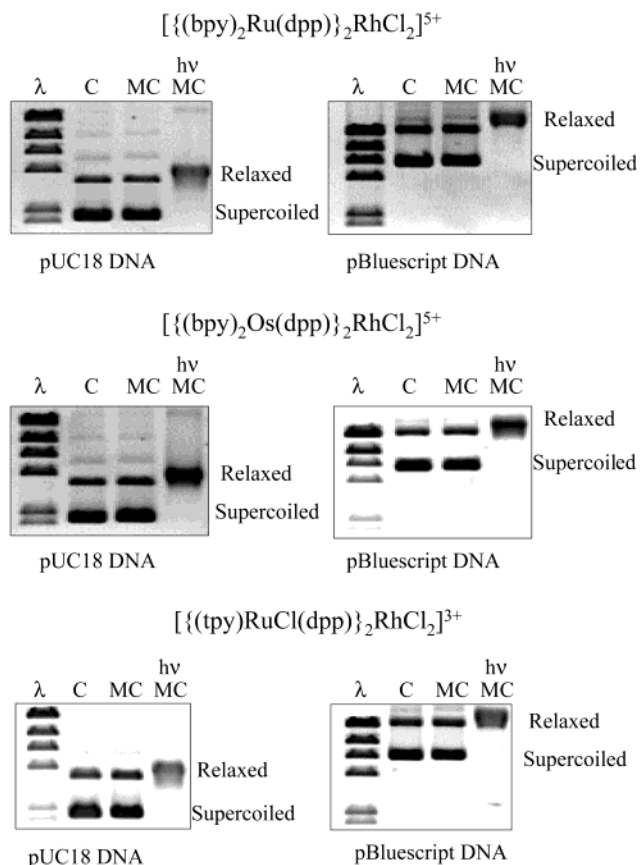 [{(bpy)₂Ru(dpp)}₂RhCl₂]⁵⁺
hν
λ C MC MC
Relaxed
Supercoiled
pUC18 DNA
hν
λ C MC MC
Relaxed
Supercoiled
pBluescript DNA
[{(bpy)₂Os(dpp)}₂RhCl₂]⁵⁺
hν
λ C MC MC
Relaxed
Supercoiled
pUC18 DNA
hν
λ C MC MC
Relaxed
Supercoiled
pBluescript DNA
[{(tpy)RuCl(dpp)}₂RhCl₂]³⁺
hν
λ C MC MC
Relaxed
Supercoiled
pUC18 DNA
hν
λ C MC MC
Relaxed
Supercoiled
pBluescript DNA